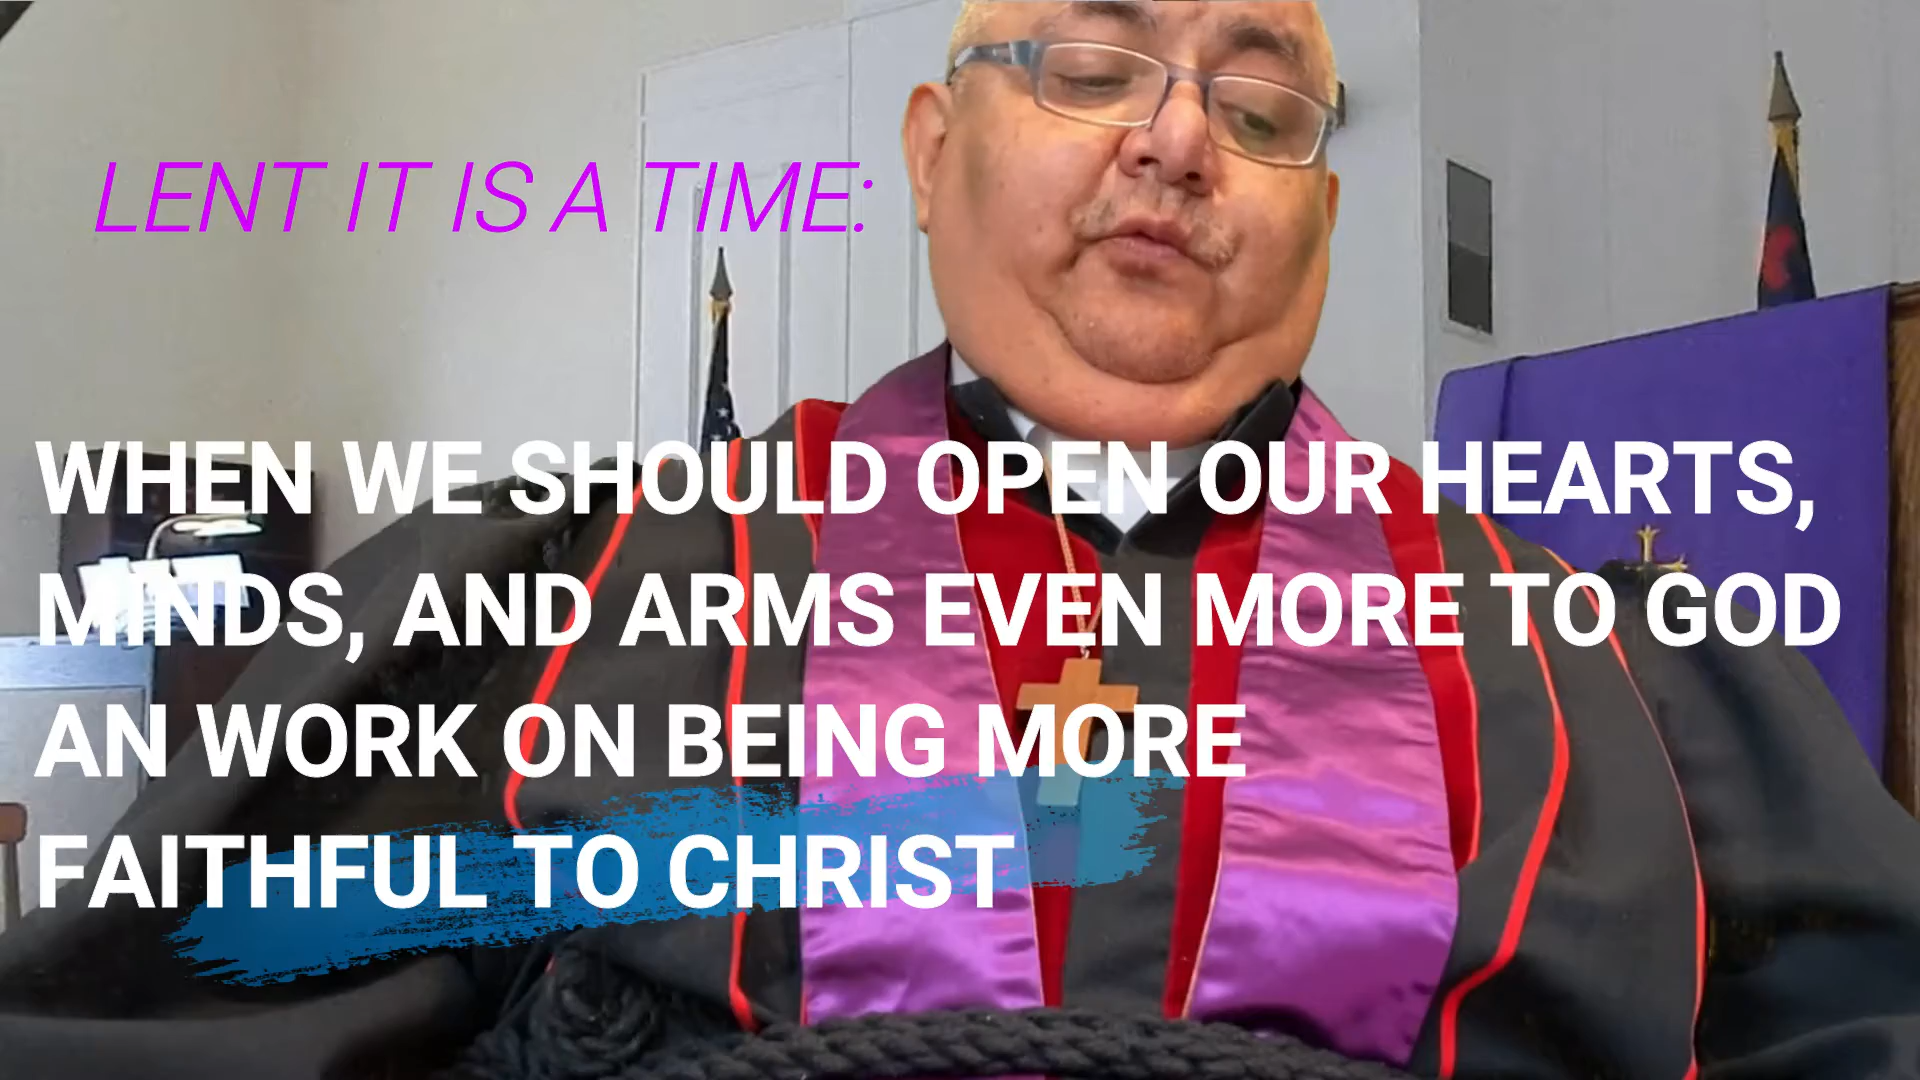 LENT IT IS A TIME:
WHEN WE SHOULD OPEN OUR HEARTS,
MINDS, AND ARMS EVEN MORE TO GOD
AN WORK ON BEING MORE
FAITHFUL TO CHRIST